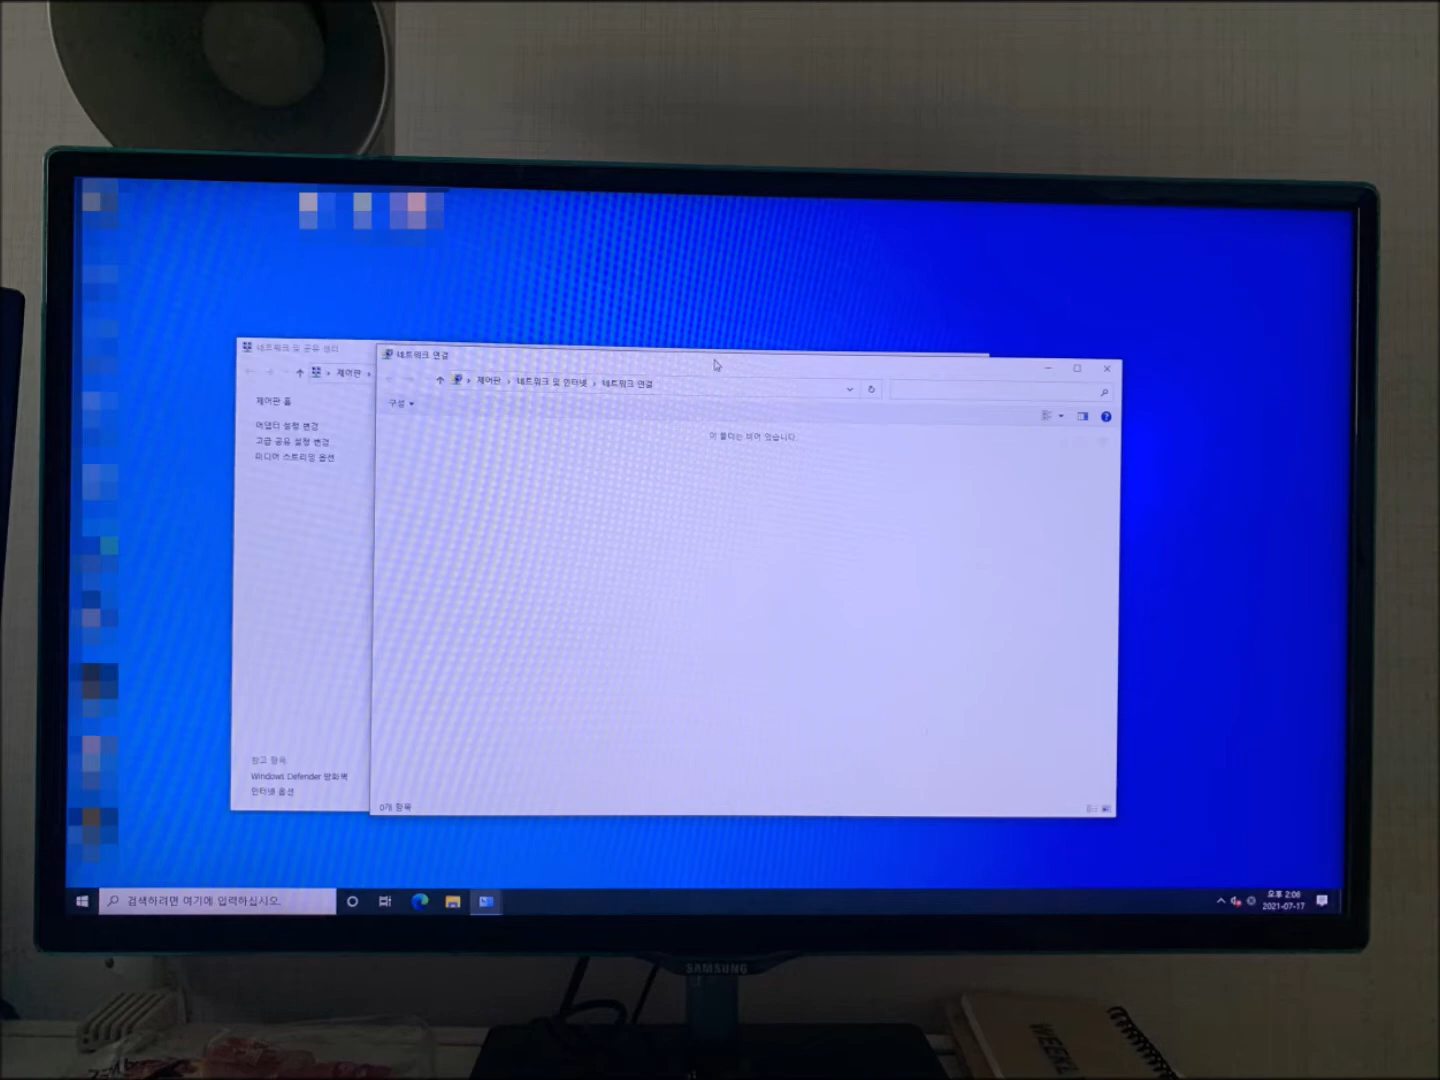 네트워크 및 공유 센터
네트워크 연결
제어판
제어판 > 네트워크 및 인터넷 > 네트워크 연결
구성
제어판 홈
어댑터 설정 변경
고급 공유 설정 변경
미디어 스트리밍 옵션
이 폴더는 비어 있습니다.
참고 항목
Windows Defender 방화벽
인터넷 옵션
0개 항목
검색하려면 여기에 입력하십시오.
오후 2:06
2021-07-17
SAMSUNG
WEEKL